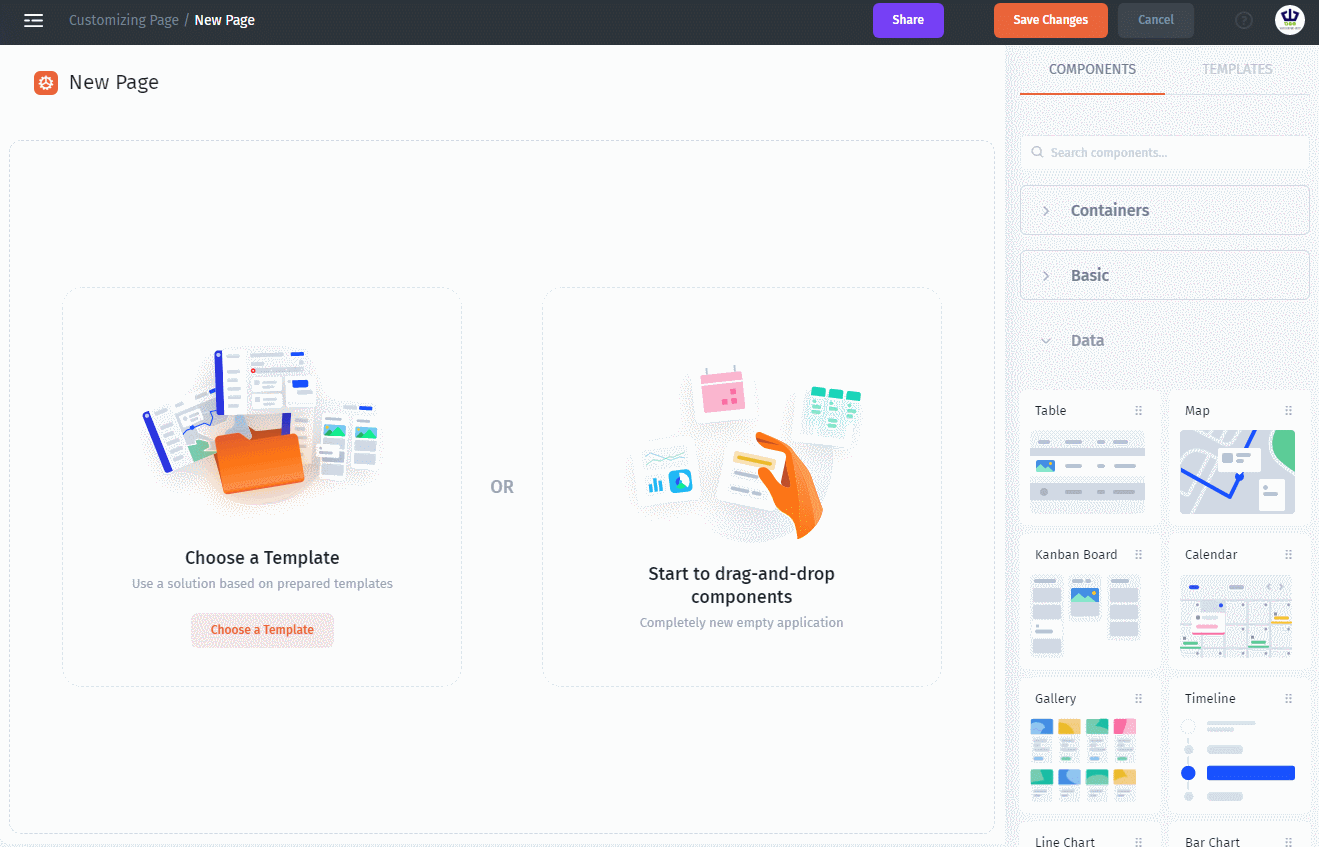 Customizing Page / New Page
Share
Save Changes
Cancel
?
New Page
COMPONENTS
TEMPLATES
Search components...
Containers
Basic
Data
Table
Map
Kanban Board
Calendar
Gallery
Timeline
Line Chart
Bar Chart
Choose a Template
Use a solution based on prepared templates
Choose a Template
OR
Start to drag-and-drop
components
Completely new empty application